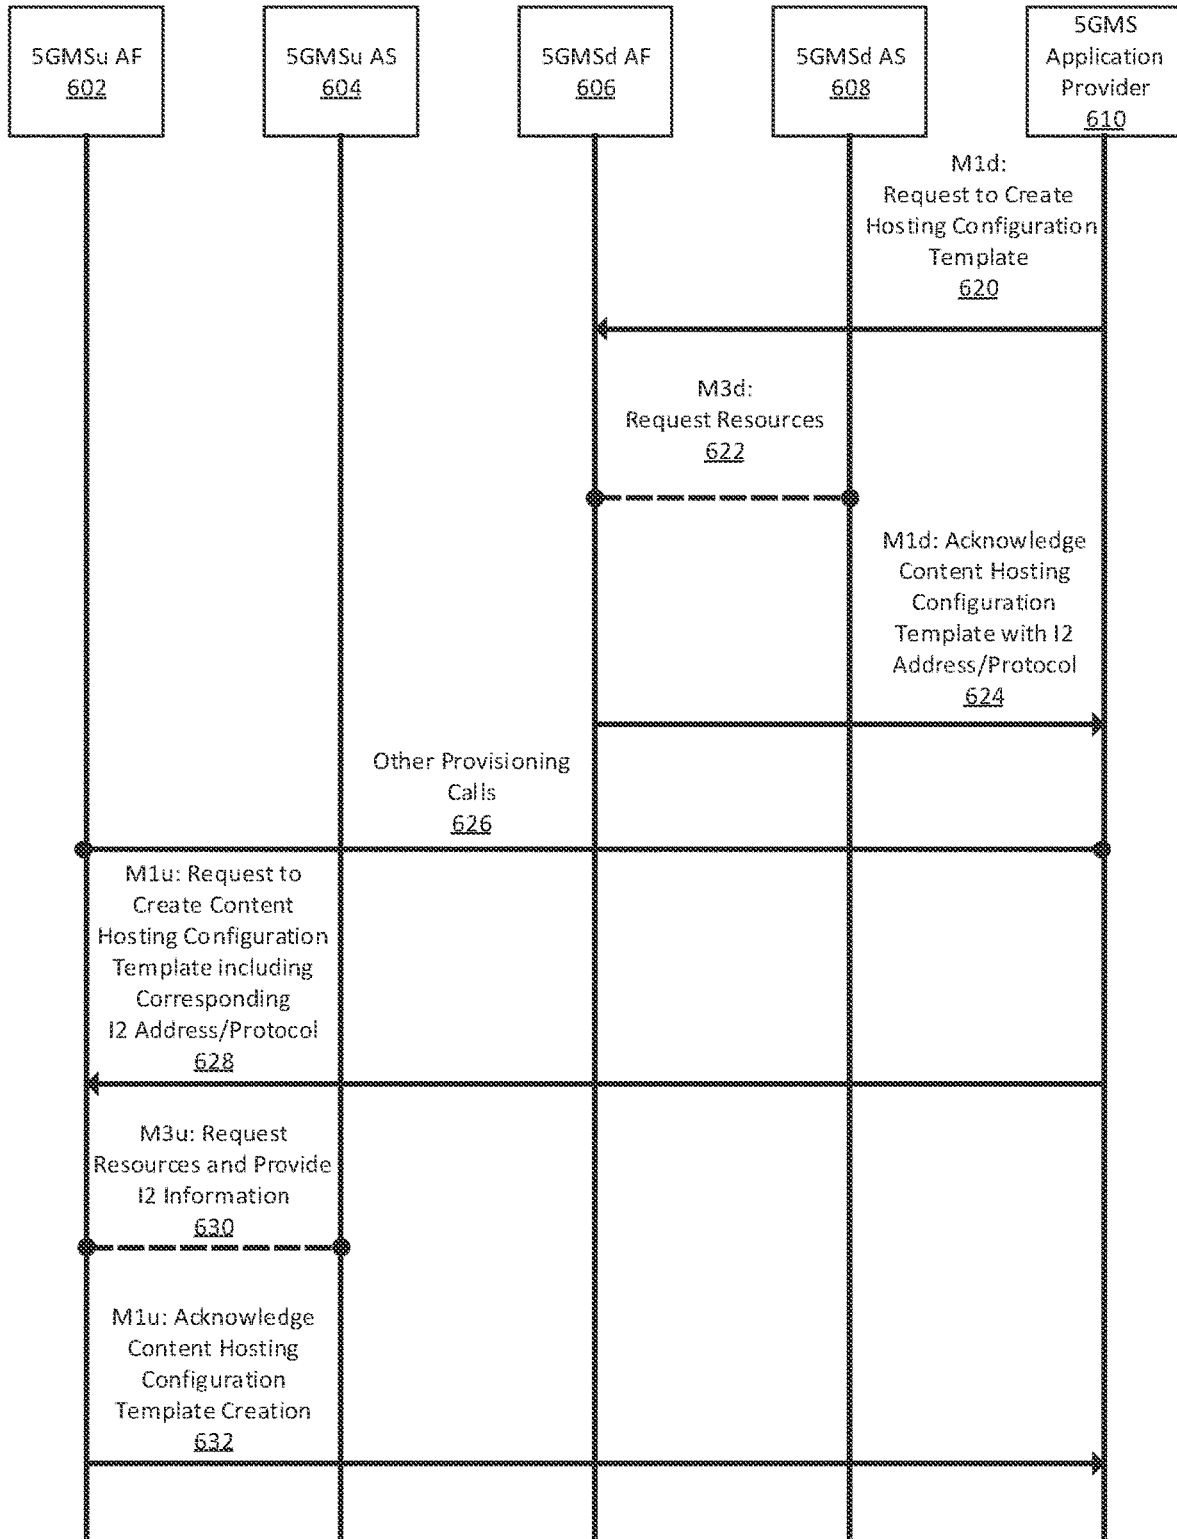 5GMSu AF
602
5GMSu AS
604
5GMSd AF
606
5GMSd AS
608
5GMS
Application
Provider
610
M1d:
Request to Create
Hosting Configuration
Template
620
M3d:
Request Resources
622
M1d: Acknowledge
Content Hosting
Configuration
Template with I2
Address/Protocol
624
Other Provisioning
Calls
626
M1u: Request to
Create Content
Hosting Configuration
Template including
Corresponding
I2 Address/Protocol
628
M3u: Request
Resources and Provide
I2 Information
630
M1u: Acknowledge
Content Hosting
Configuration
Template Creation
632